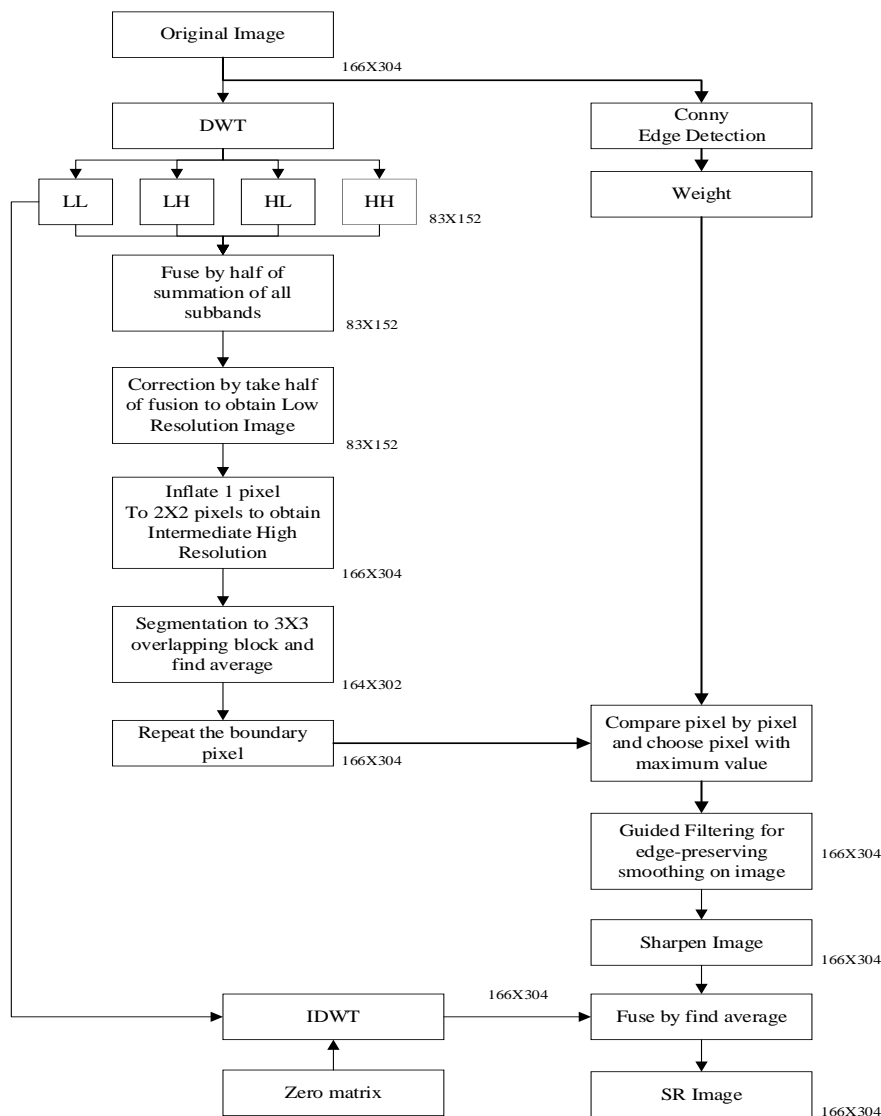 Original Image
166X304
DWT
Conny
Edge Detection
LL
LH
HL
HH
83X152
Weight
Fuse by half of
summation of all
subbands
83X152
Correction by take half
of fusion to obtain Low
Resolution Image
83X152
Inflate 1 pixel
To 2X2 pixels to obtain
Intermediate High
Resolution
166X304
Segmentation to 3X3
overlapping block and
find average
164X302
Repeat the boundary
pixel
166X304
Compare pixel by pixel
and choose pixel with
maximum value
Guided Filtering for
edge-preserving
smoothing on image
166X304
Sharpen Image
166X304
IDWT
166X304
Fuse by find average
Zero matrix
SR Image
166X304